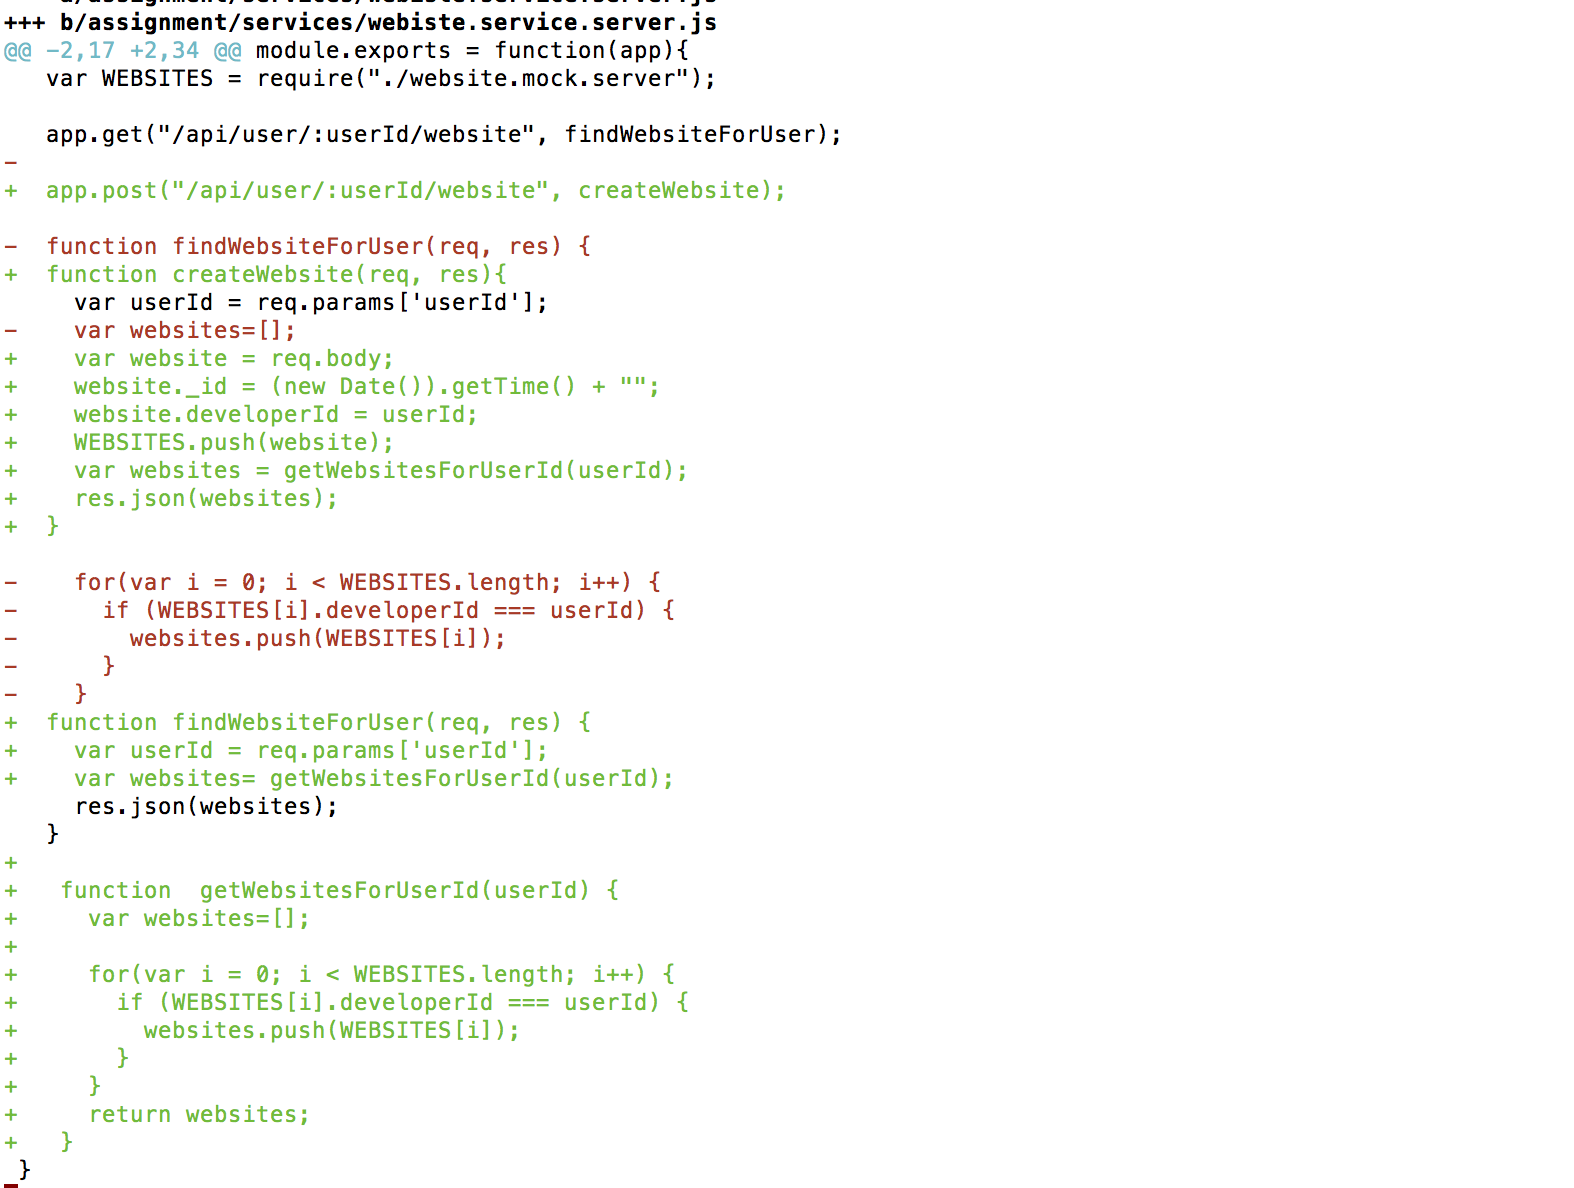 +++ b/assignment/services/webiste.service.server.js
@@ -2,17 +2,34 @@ module.exports = function(app){
   var WEBSITES = require("./website.mock.server");

   app.get("/api/user/:userId/website", findWebsiteForUser);
-
+  app.post("/api/user/:userId/website", createWebsite);

-  function findWebsiteForUser(req, res) {
+  function createWebsite(req, res){
     var userId = req.params['userId'];
-    var websites=[];
+    var website = req.body;
+    website._id = (new Date()).getTime() + "";
+    website.developerId = userId;
+    WEBSITES.push(website);
+    var websites = getWebsitesForUserId(userId);
+    res.json(websites);
+  }

-    for(var i = 0; i < WEBSITES.length; i++) {
-      if (WEBSITES[i].developerId === userId) {
-        websites.push(WEBSITES[i]);
-      }
-    }
+  function findWebsiteForUser(req, res) {
+    var userId = req.params['userId'];
+    var websites= getWebsitesForUserId(userId);
     res.json(websites);
   }
+
+   function  getWebsitesForUserId(userId) {
+     var websites=[];
+
+     for(var i = 0; i < WEBSITES.length; i++) {
+       if (WEBSITES[i].developerId === userId) {
+         websites.push(WEBSITES[i]);
+       }
+     }
+     return websites;
+   }
 }